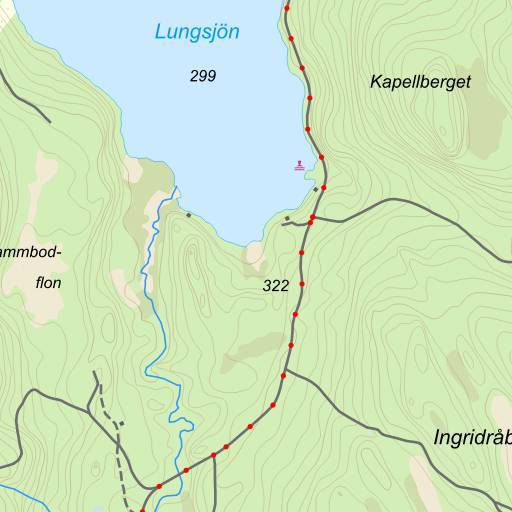 Lungsjön
299
Kapellberget
ammbod-
flon
322
Ingridråb